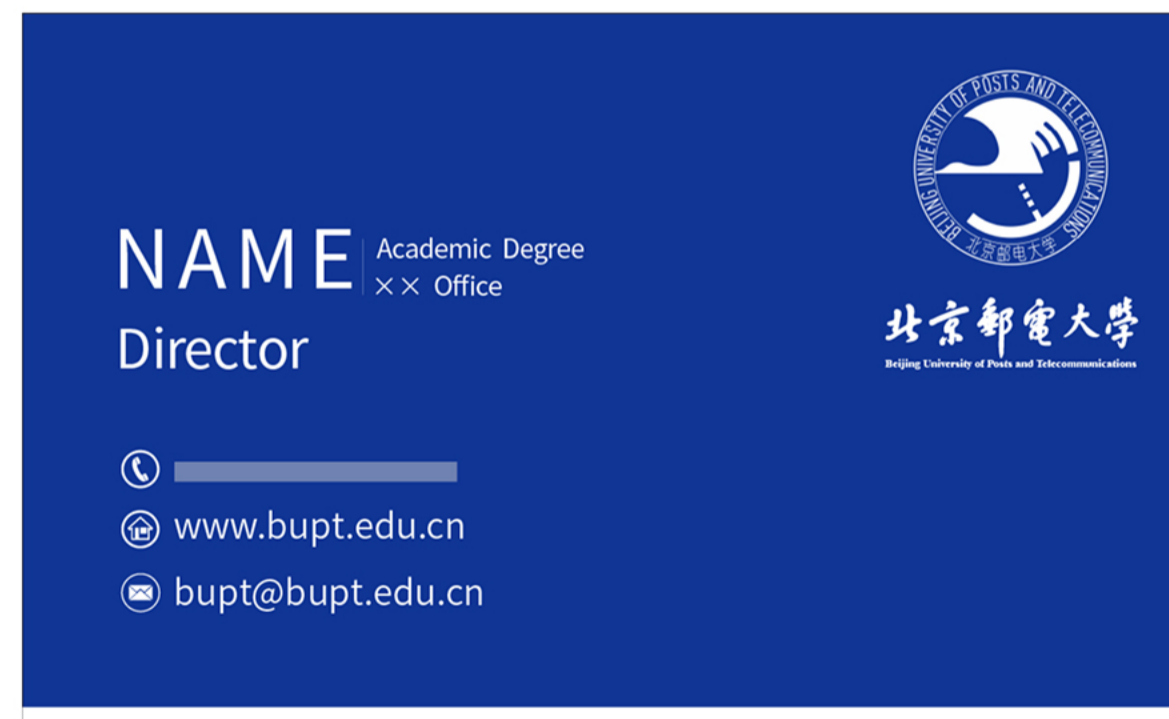 BEIJING UNIVERSITY OF POSTS AND TELECOMMUNICATIONS
北京邮电大学
北京郵電大學
Beijing University of Posts and Telecommunications
NAME
Academic Degree
×× Office
Director
www.bupt.edu.cn
bupt@bupt.edu.cn